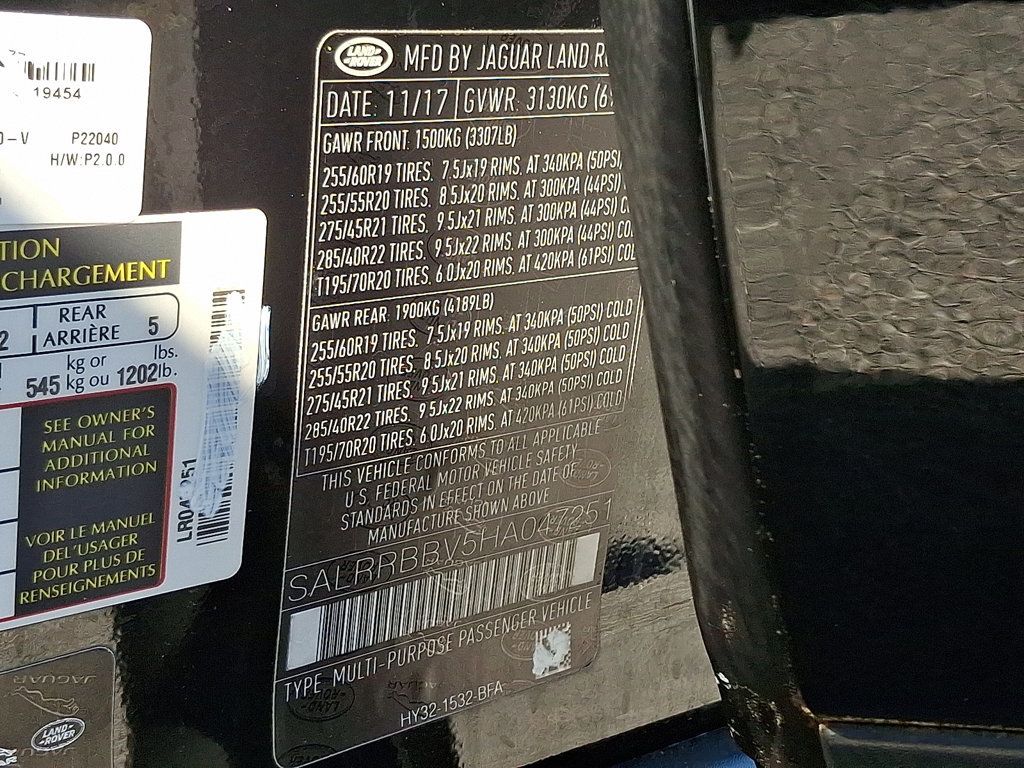 19454
P22040
H/W:P2.0.0
CHARGEMENT
REAR
ARRIÈRE 5
kg or lbs.
545 kg ou 1202 lb.
SEE OWNER'S
MANUAL FOR
ADDITIONAL
INFORMATION
VOIR LE MANUEL
DEL'USAGER
POUR PLUS DE
RENSEIGNEMENTS
JAGUAR
LAND-
ROVER
LAND-
ROVER
MFD BY JAGUAR LAND
DATE: 11/17 GVWR: 3130KG
GAWR FRONT: 1500KG (3307LB)
255/60R19 TIRES, 7.5Jx19 RIMS, AT 340KPA (50PSI)
255/55R20 TIRES, 8.5Jx20 RIMS, AT 300KPA (44PSI)
275/45R21 TIRES, 9.5Jx21 RIMS, AT 300KPA (44PSI)
285/40R22 TIRES, 9.5Jx22 RIMS, AT 300KPA (44PSI)
T195/70R20 TIRES, 6.0Jx20 RIMS, AT 420KPA (61PSI)
GAWR REAR: 1900KG (4189LB)
255/60R19 TIRES, 7.5Jx19 RIMS, AT 340KPA (50PSI) COLD
255/55R20 TIRES, 8.5Jx20 RIMS, AT 340KPA (50PSI) COLD
275/45R21 TIRES, 9.5Jx21 RIMS, AT 340KPA (50PSI) COLD
285/40R22 TIRES, 9.5Jx22 RIMS, AT 340KPA (50PSI) COLD
T195/70R20 TIRES, 6.0Jx20 RIMS, AT 420KPA (61PSI) COLD
THIS VEHICLE CONFORMS TO ALL APPLICABLE
U.S. FEDERAL MOTOR VEHICLE SAFETY
STANDARDS IN EFFECT ON THE DATE OF
MANUFACTURE SHOWN ABOVE
SALRRBBV5HA047251
TYPE: MULTI-PURPOSE PASSENGER VEHICLE
HY32-1532-BFA